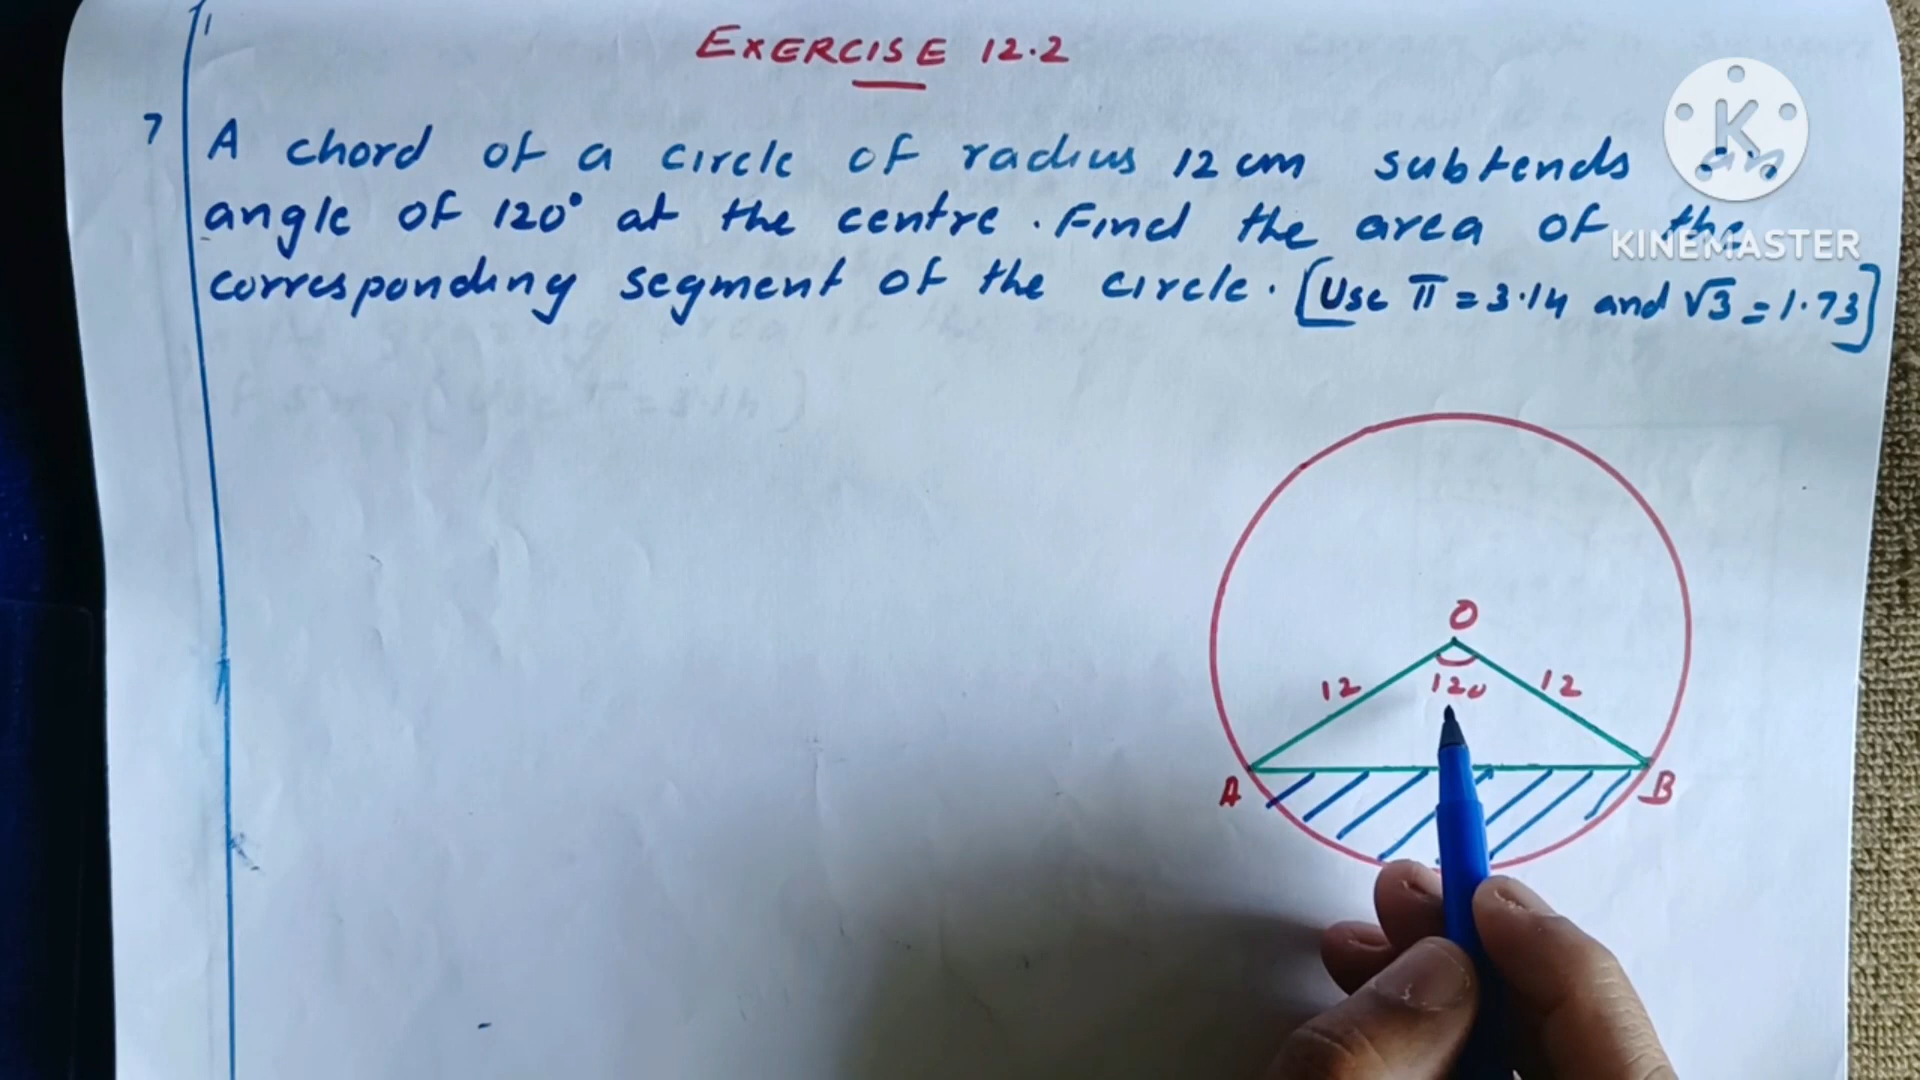 EXERCISE 12.2
7 A chord of a circle of radius 12 cm subtends an
angle of 120° at the centre. Find the area of the
corresponding segment of the circle. [Use π = 3.14 and √3 = 1.73]
K
KINEMASTER
O
12 120 12
A B